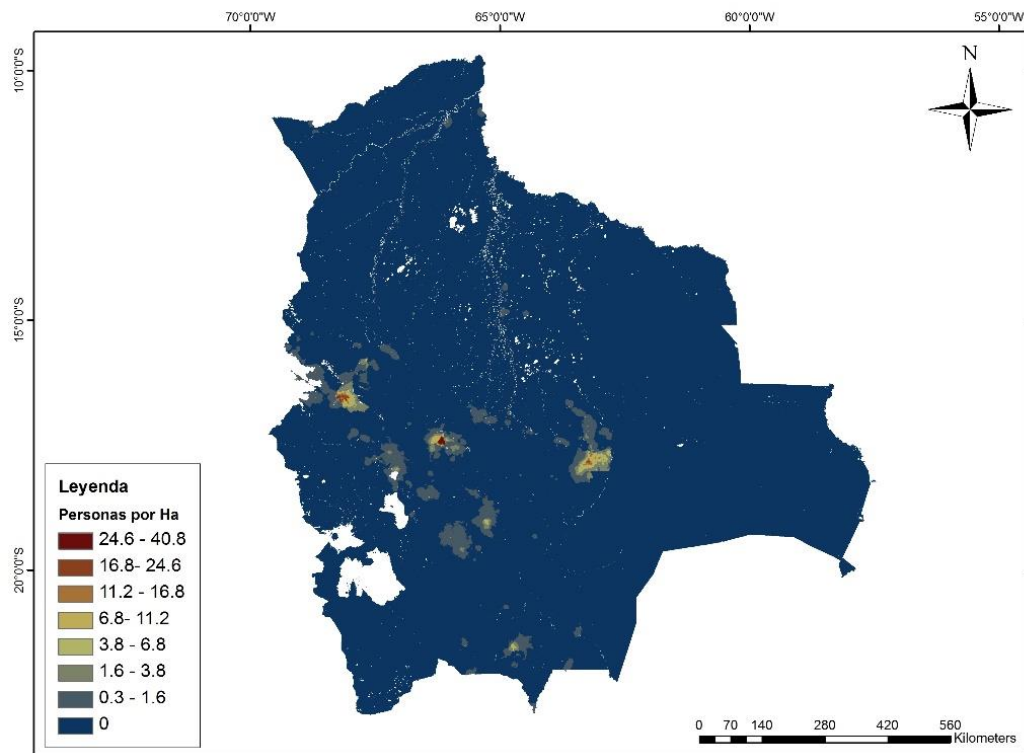 70°0'0"W 65°0'0"W 60°0'0"W 55°0'0"W
N
10°0'0"S
15°0'0"S
20°0'0"S
Leyenda
Personas por Ha
24.6 - 40.8
16.8- 24.6
11.2 - 16.8
6.8- 11.2
3.8 - 6.8
1.6 - 3.8
0.3 - 1.6
0
0 70 140 280 420 560
Kilometers